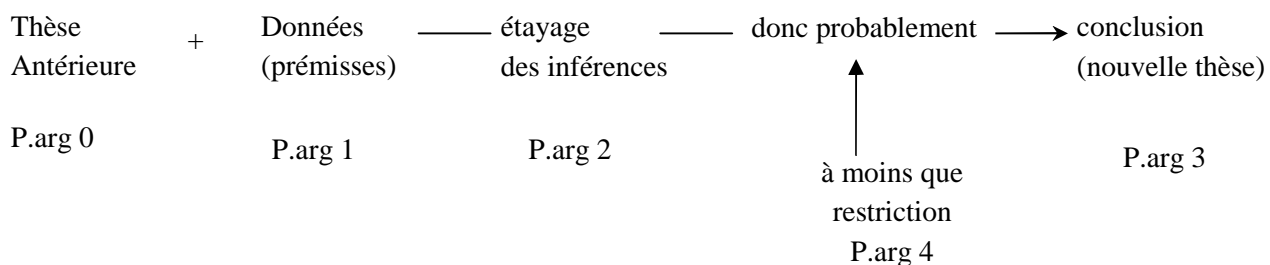 Thèse + Données étayage donc probablement conclusion
Antérieure (prémisses) des inférences (nouvelle thèse)
P.arg 0 P.arg 1 P.arg 2 P.arg 3
à moins que
restriction
P.arg 4